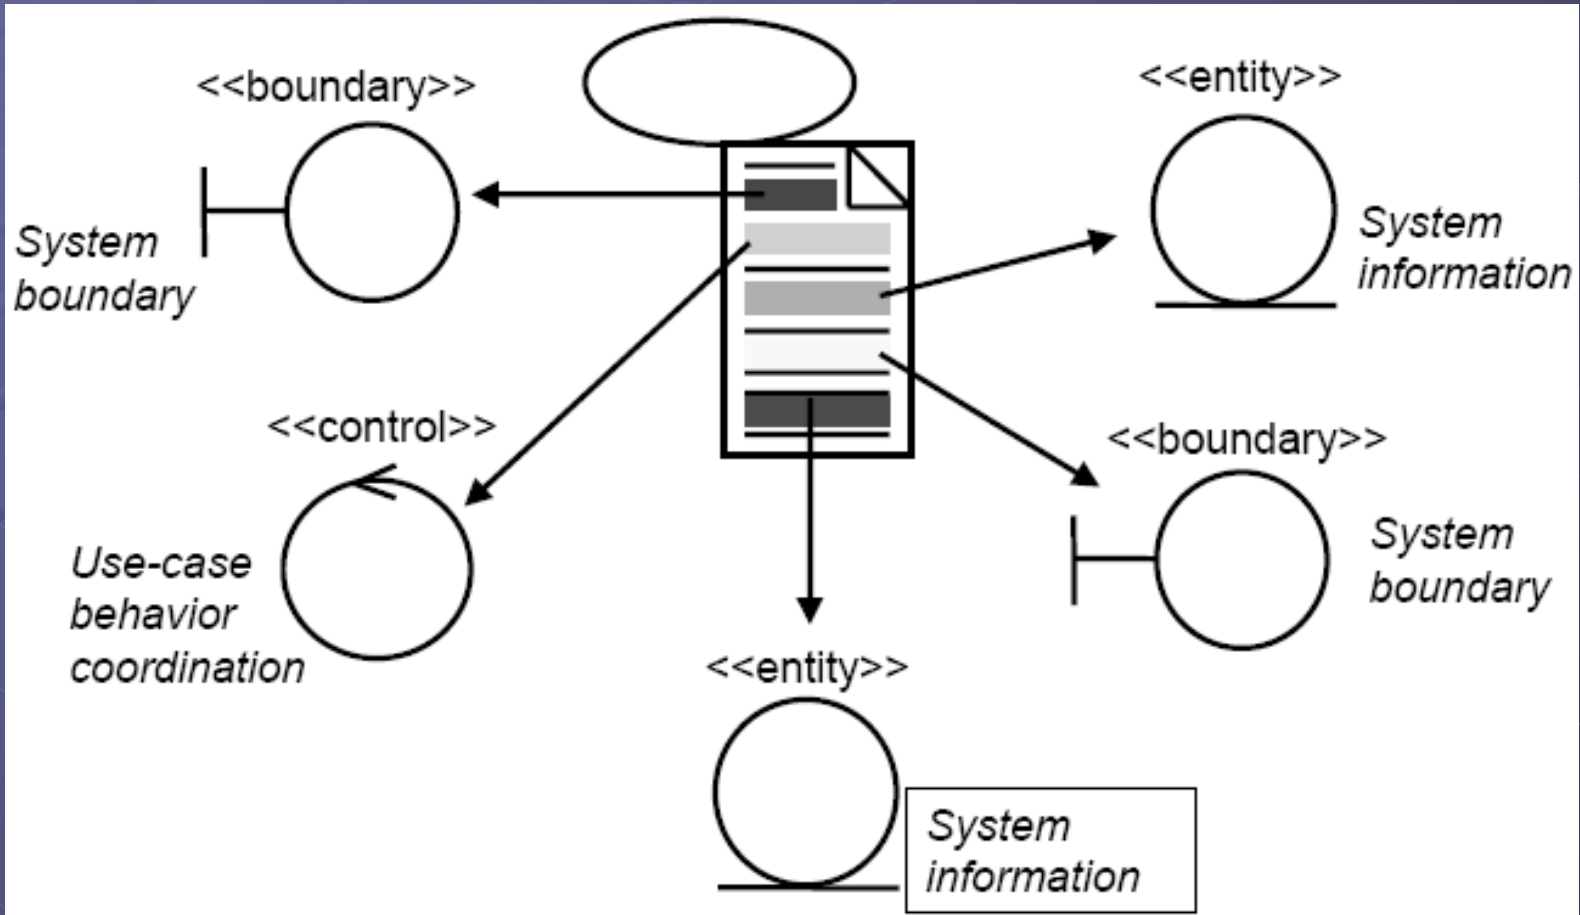 <<boundary>>
System
boundary
<<entity>>
System
information
<<control>>
Use-case
behavior
coordination
<<boundary>>
System
boundary
<<entity>>
System
information